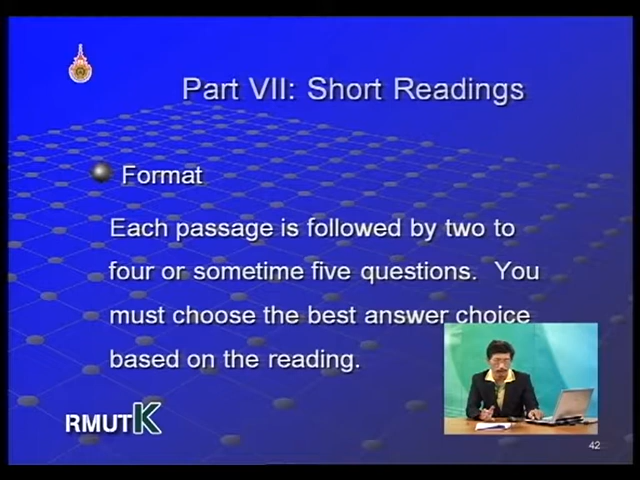 Part VII: Short Readings
Format
Each passage is followed by two to
four or sometime five questions. You
must choose the best answer choice
based on the reading.
RMUTK
42